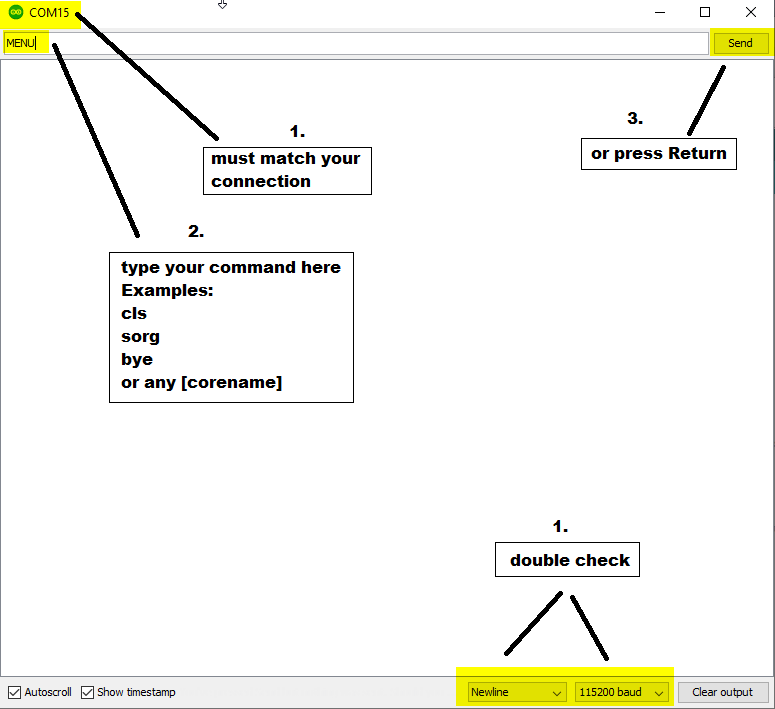 COM15
MENU
Send
1.
must match your
connection
3.
or press Return
2.
type your command here
Examples:
cls
sorg
bye
or any [corename]
1.
double check
Autoscroll
Show timestamp
Newline
115200 baud
Clear output